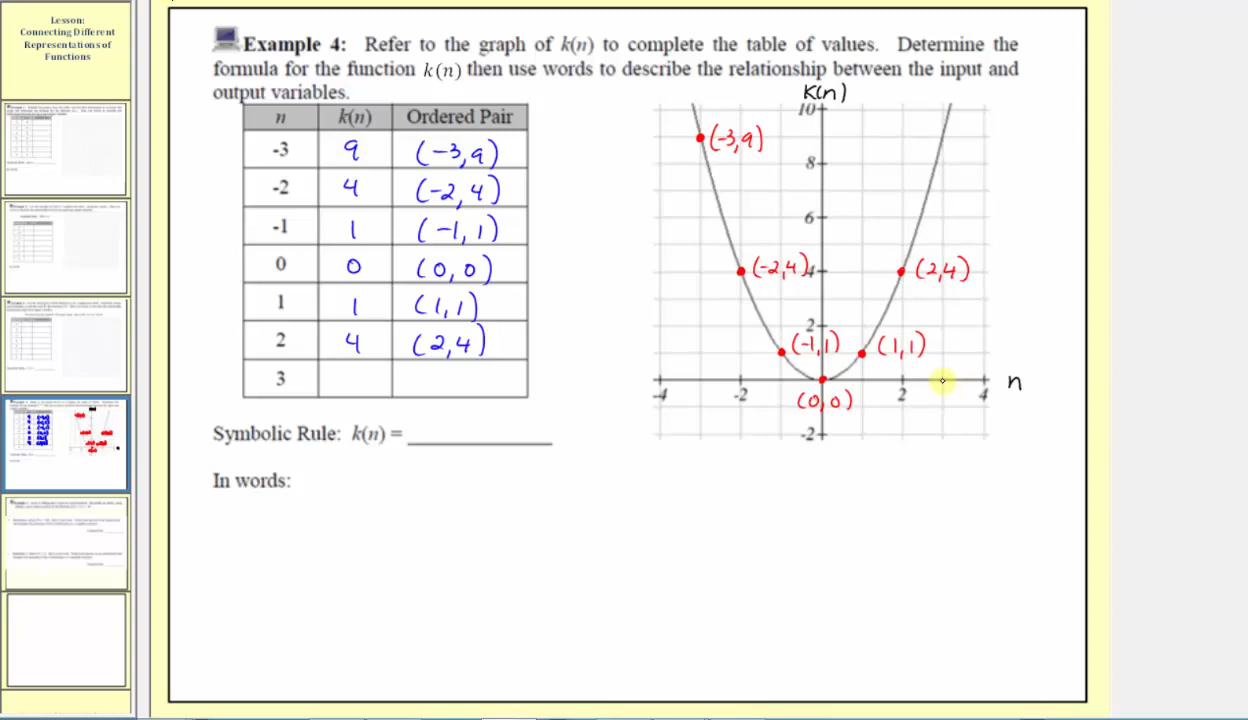 Lesson:
Connecting Different
Representations of
Functions
Example 4: Refer to the graph of k(n) to complete the table of values. Determine the
formula for the function k(n) then use words to describe the relationship between the input and
output variables.
n k(n) Ordered Pair
-3 9 (-3,9)
-2 4 (-2,4)
-1 1 (-1,1)
0 0 (0,0)
1 1 (1,1)
2 4 (2,4)
3
K(n)
10
(-3,9)
8
6
(-2,4) 4 (2,4)
2
(-1,1) (1,1)
n
-4 -2 (0,0) 2 4
-2
Symbolic Rule: k(n) = ____________
In words: